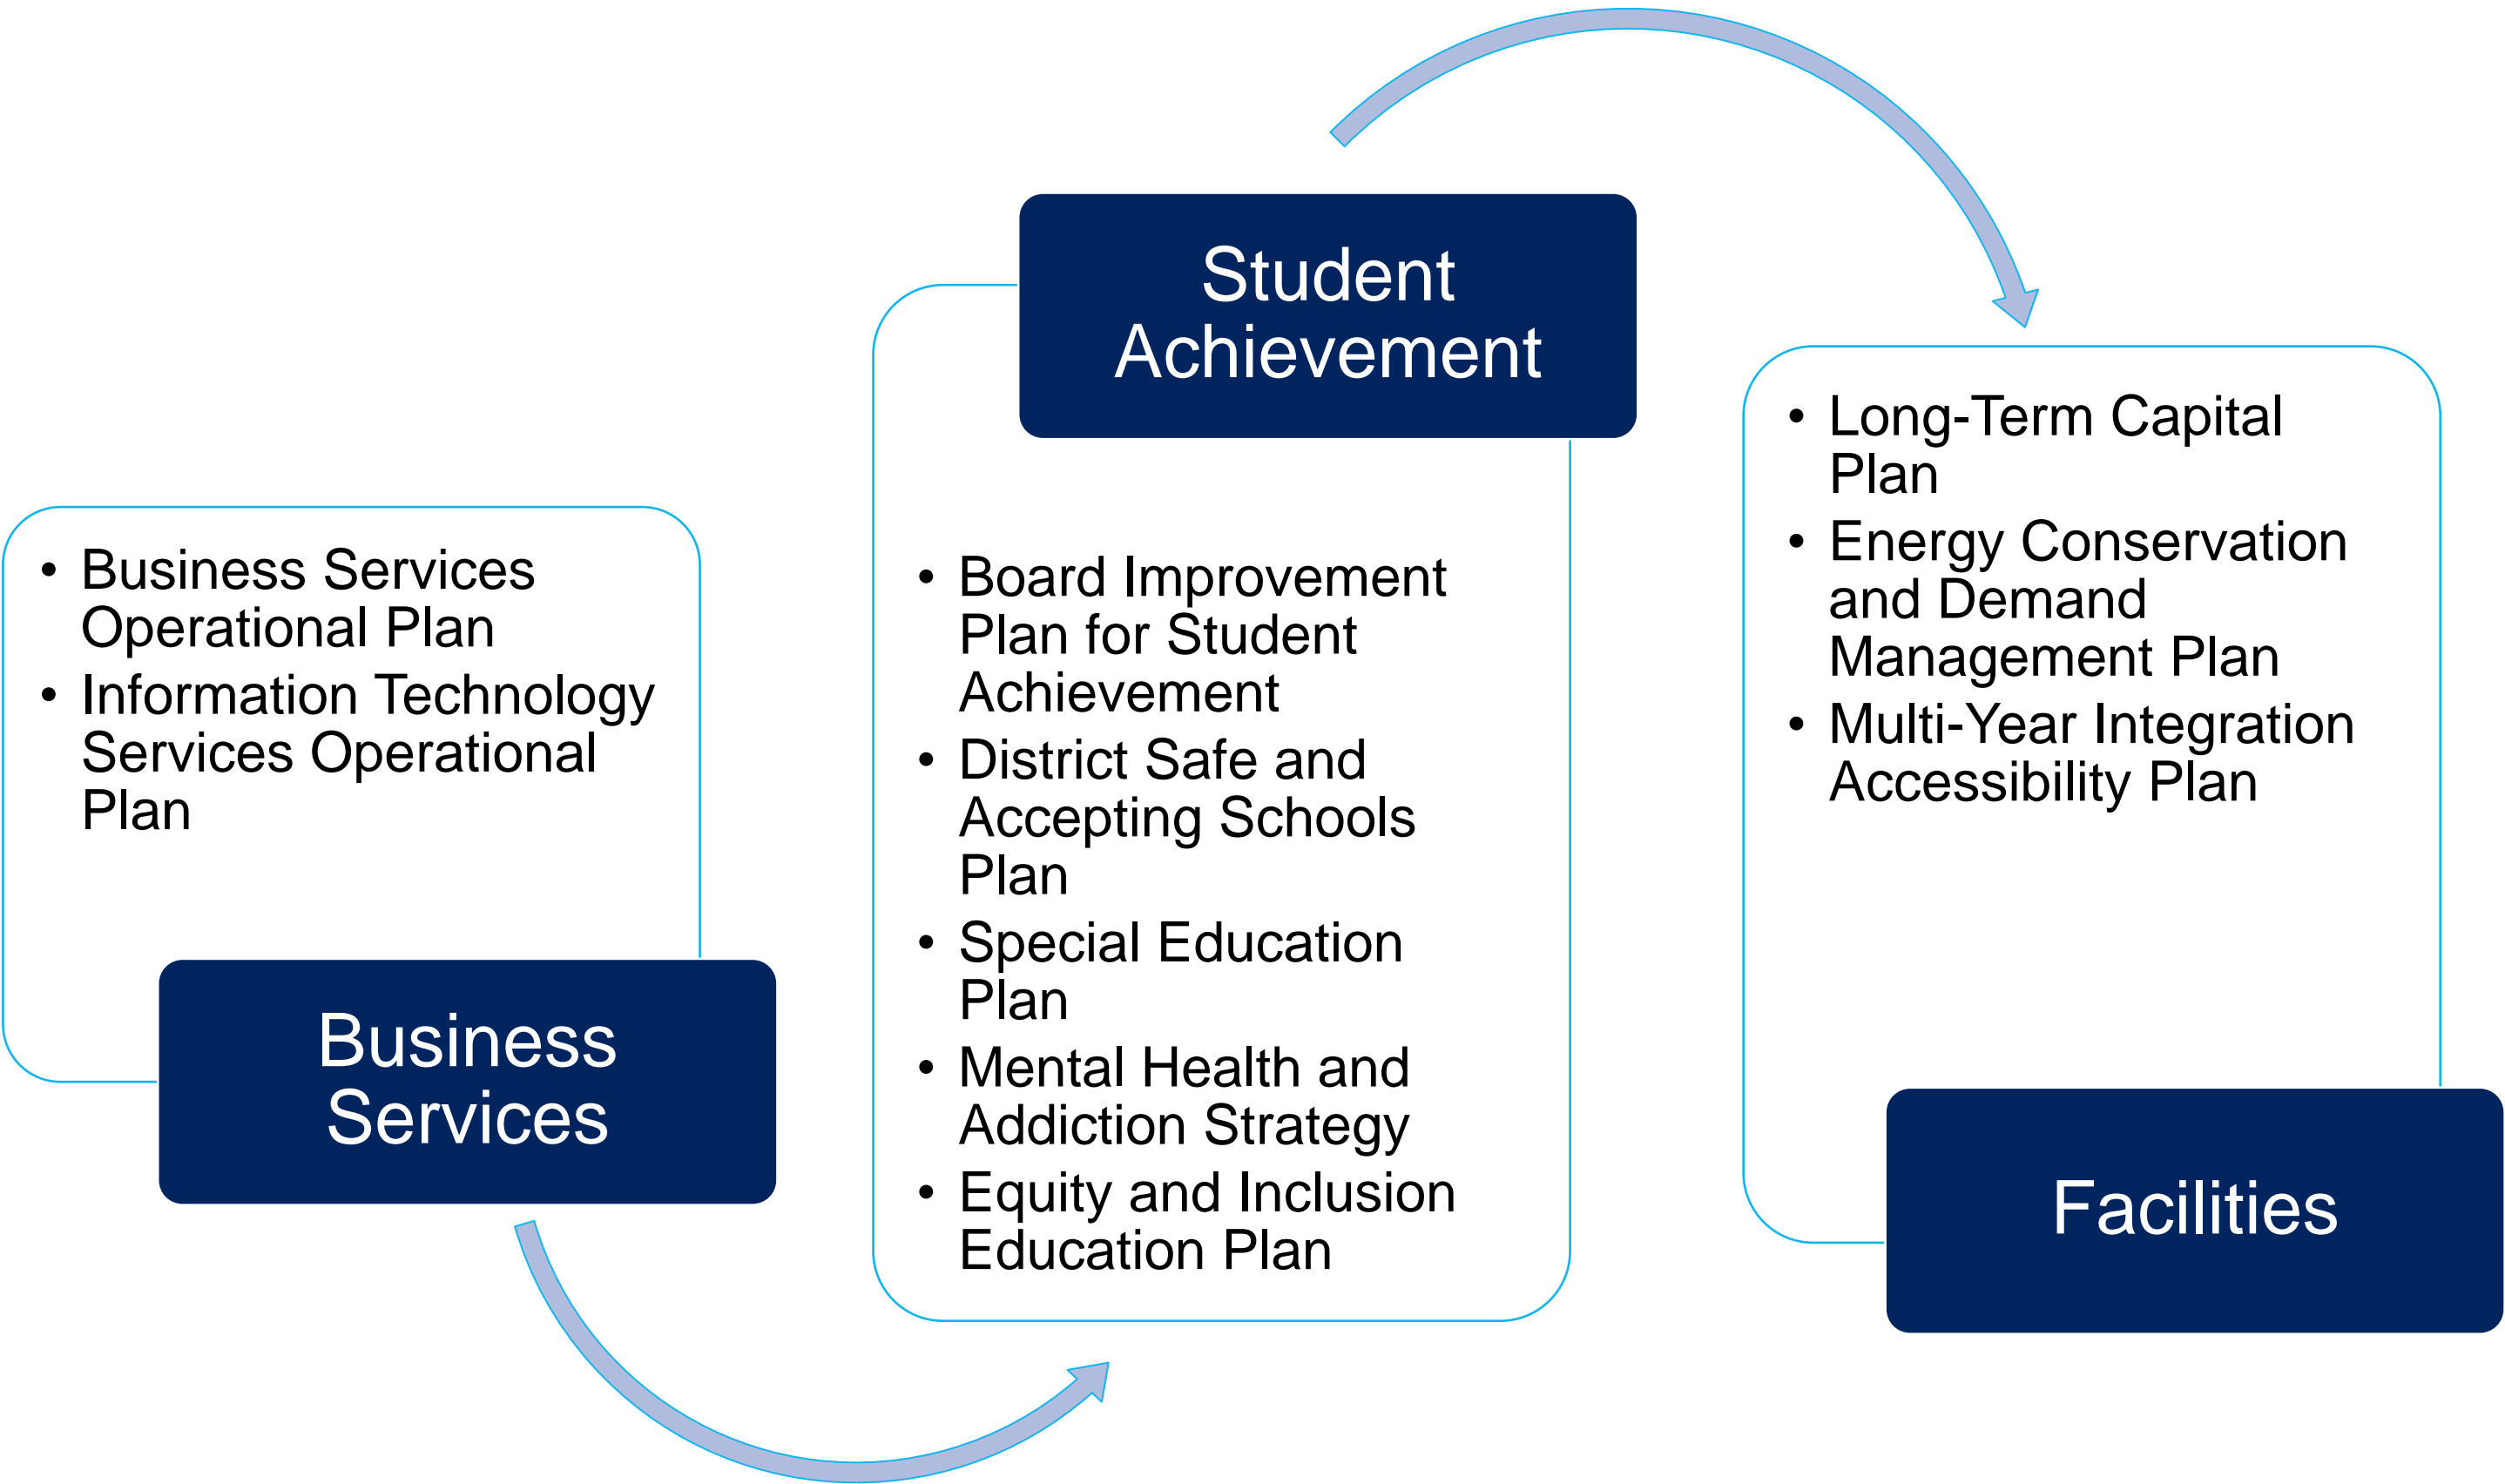 • Business Services
Operational Plan
• Information Technology
Services Operational
Plan
Business
Services
Student
Achievement
• Board Improvement
Plan for Student
Achievement
• District Safe and
Accepting Schools
Plan
• Special Education
Plan
• Mental Health and
Addiction Strategy
• Equity and Inclusion
Education Plan
• Long-Term Capital
Plan
• Energy Conservation
and Demand
Management Plan
• Multi-Year Integration
Accessibility Plan
Facilities